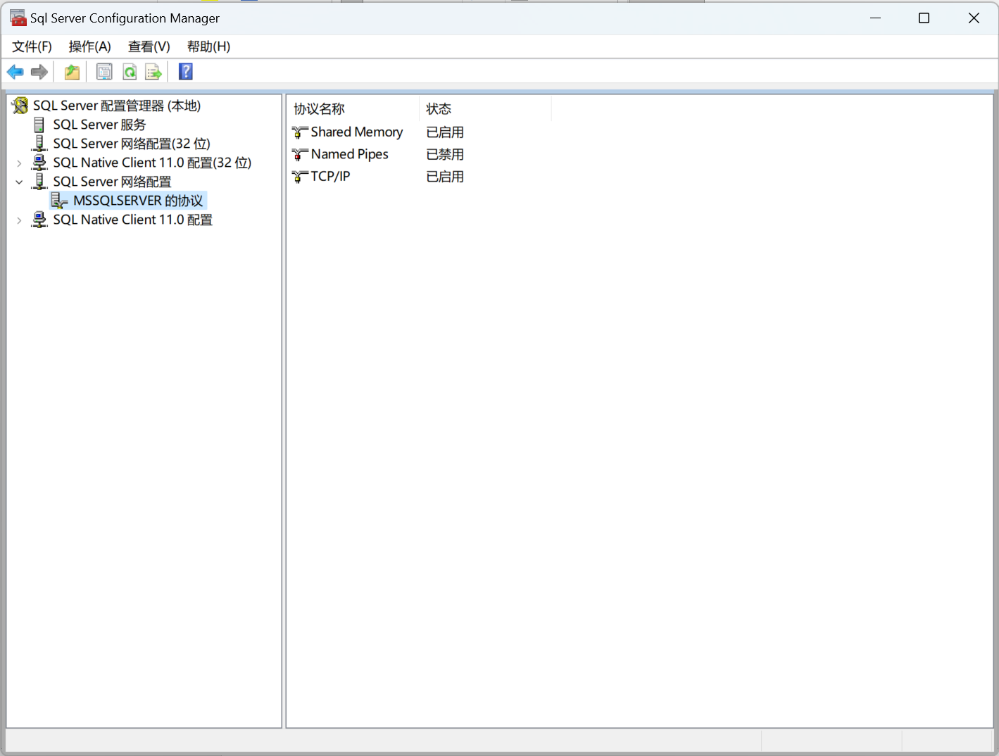 Sql Server Configuration Manager
文件(F) 操作(A) 查看(V) 帮助(H)
SQL Server 配置管理器 (本地)
SQL Server 服务
SQL Server 网络配置(32 位)
SQL Native Client 11.0 配置(32 位)
SQL Server 网络配置
MSSQLSERVER 的协议
SQL Native Client 11.0 配置
协议名称 状态
Shared Memory 已启用
Named Pipes 已禁用
TCP/IP 已启用